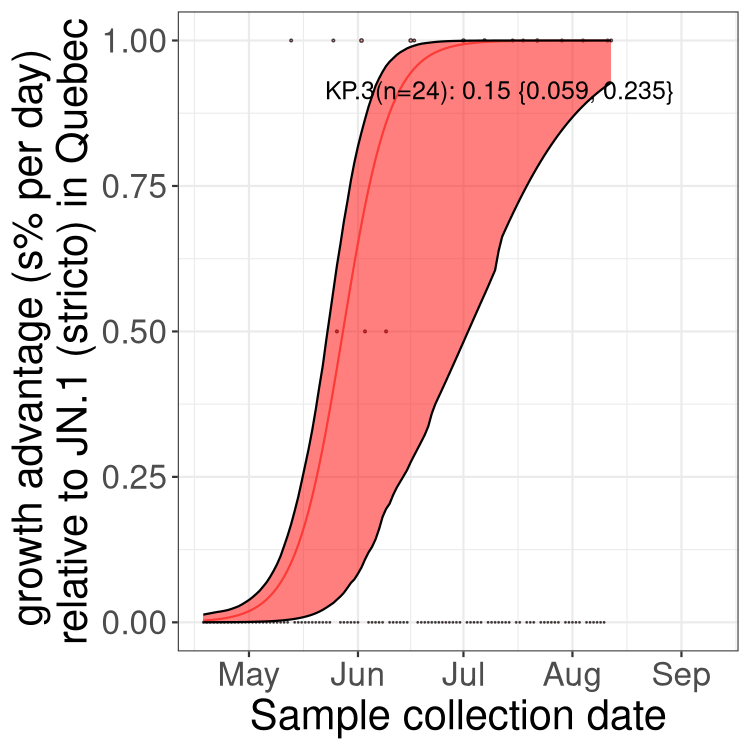 growth advantage (s% per day)
relative to JN.1 (stricto) in Quebec
1.00
0.75
0.50
0.25
0.00
KP.3(n=24): 0.15 {0.059, 0.235}
May Jun Jul Aug Sep
Sample collection date